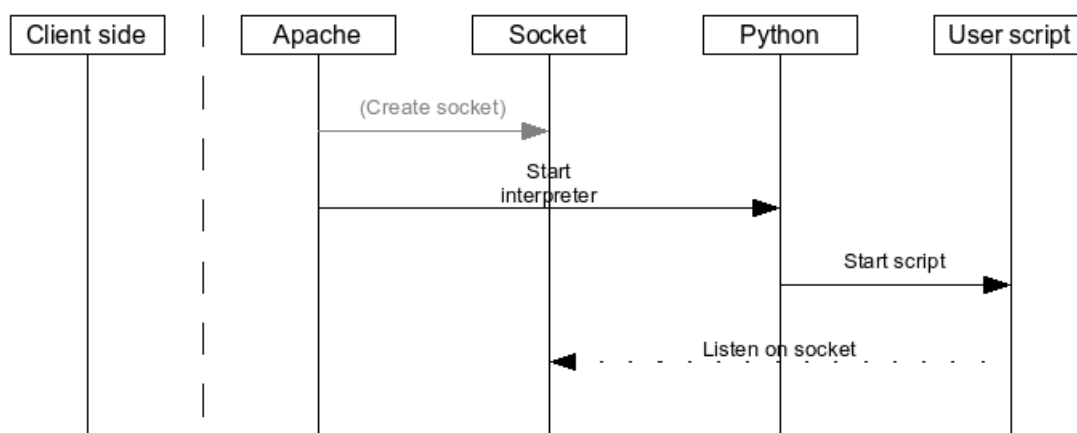 Client side
Apache
Socket
Python
User script
(Create socket)
Start
interpreter
Start script
Listen on socket